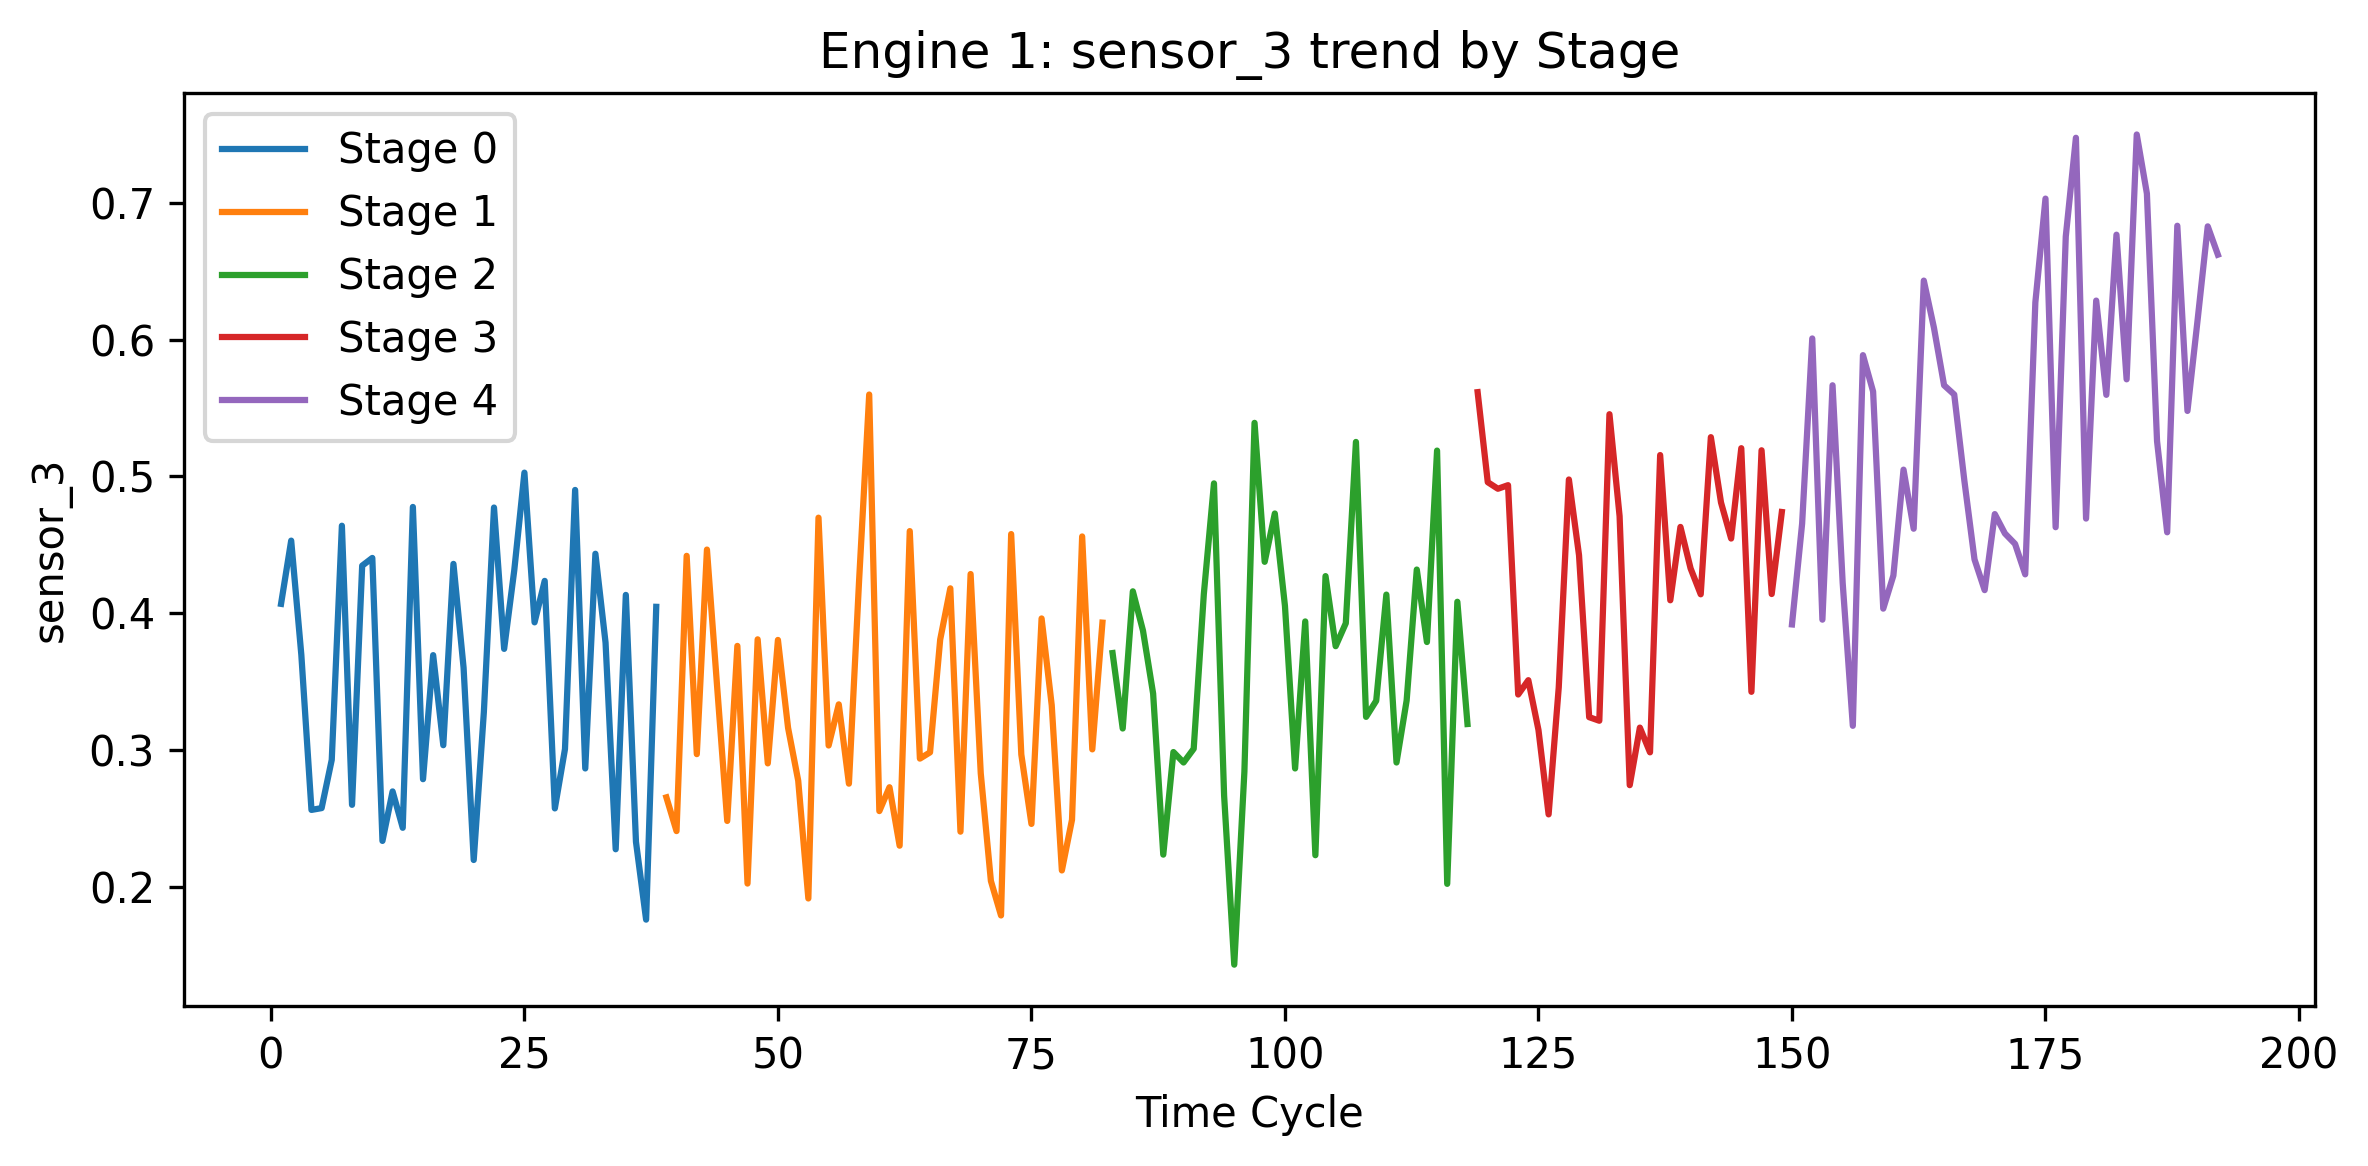 Engine 1: sensor_3 trend by Stage
Stage 0
Stage 1
Stage 2
Stage 3
Stage 4
sensor_3
0.7
0.6
0.5
0.4
0.3
0.2
0 25 50 75 100 125 150 175 200
Time Cycle